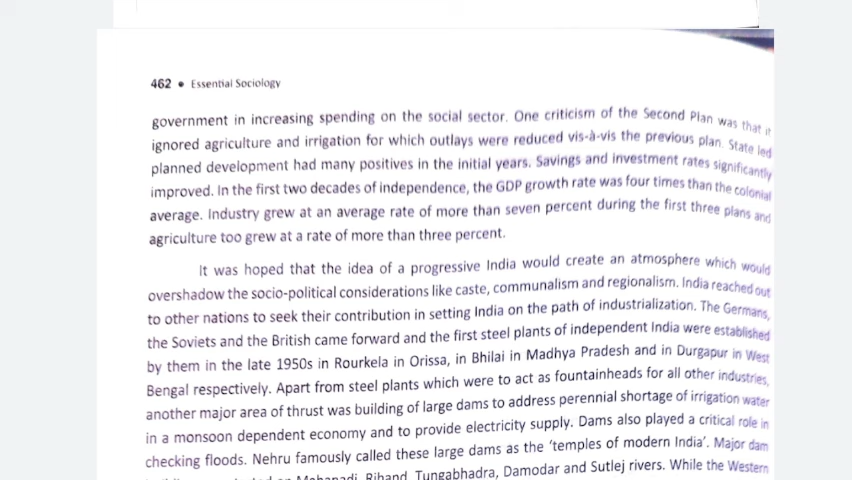 462 • Essential Sociology
government in increasing spending on the social sector. One criticism of the Second Plan was that it
ignored agriculture and irrigation for which outlays were reduced vis-à-vis the previous plan. State led
planned development had many positives in the initial years. Savings and investment rates significantly
improved. In the first two decades of independence, the GDP growth rate was four times than the colonial
average. Industry grew at an average rate of more than seven percent during the first three plans and
agriculture too grew at a rate of more than three percent.
It was hoped that the idea of a progressive India would create an atmosphere which would
overshadow the socio-political considerations like caste, communalism and regionalism. India reached out
to other nations to seek their contribution in setting India on the path of industrialization. The Germans,
the Soviets and the British came forward and the first steel plants of independent India were established
by them in the late 1950s in Rourkela in Orissa, in Bhilai in Madhya Pradesh and in Durgapur in West
Bengal respectively. Apart from steel plants which were to act as fountainheads for all other industries,
another major area of thrust was building of large dams to address perennial shortage of irrigation water
in a monsoon dependent economy and to provide electricity supply. Dams also played a critical role in
checking floods. Nehru famously called these large dams as the ‘temples of modern India’. Major dam
Mahanadi, Rihand, Tungabhadra, Damodar and Sutlej rivers. While the Western